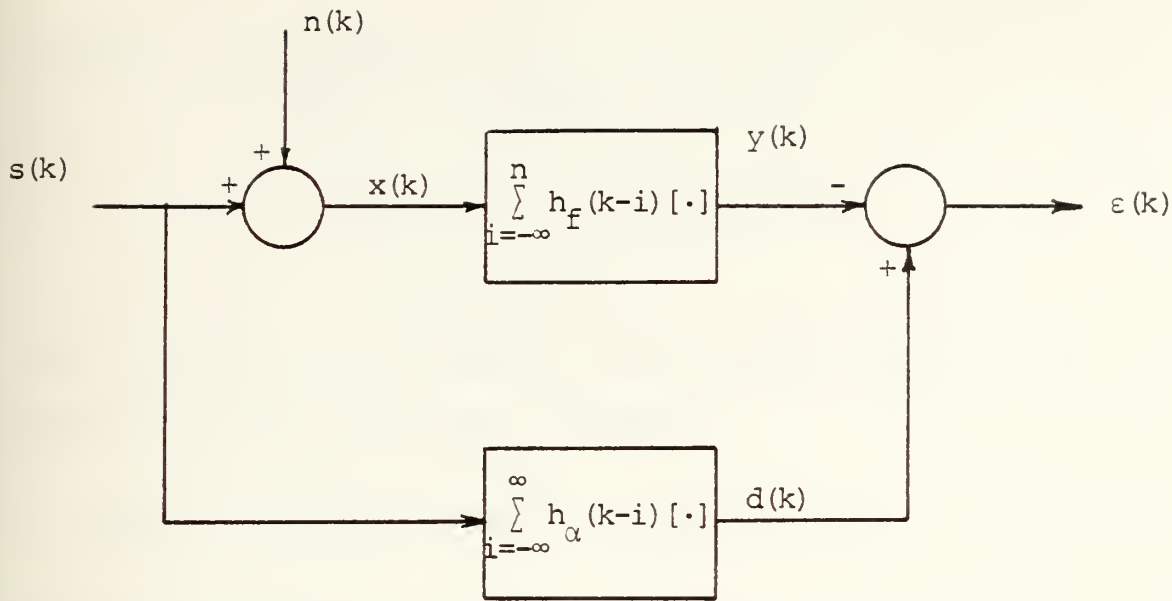 n(k)
s(k)
+
+
x(k)
n
∑ h_f(k-i)[·]
i=-∞
y(k)
-
+
ε(k)
∞
∑ h_α(k-i)[·]
i=-∞
d(k)